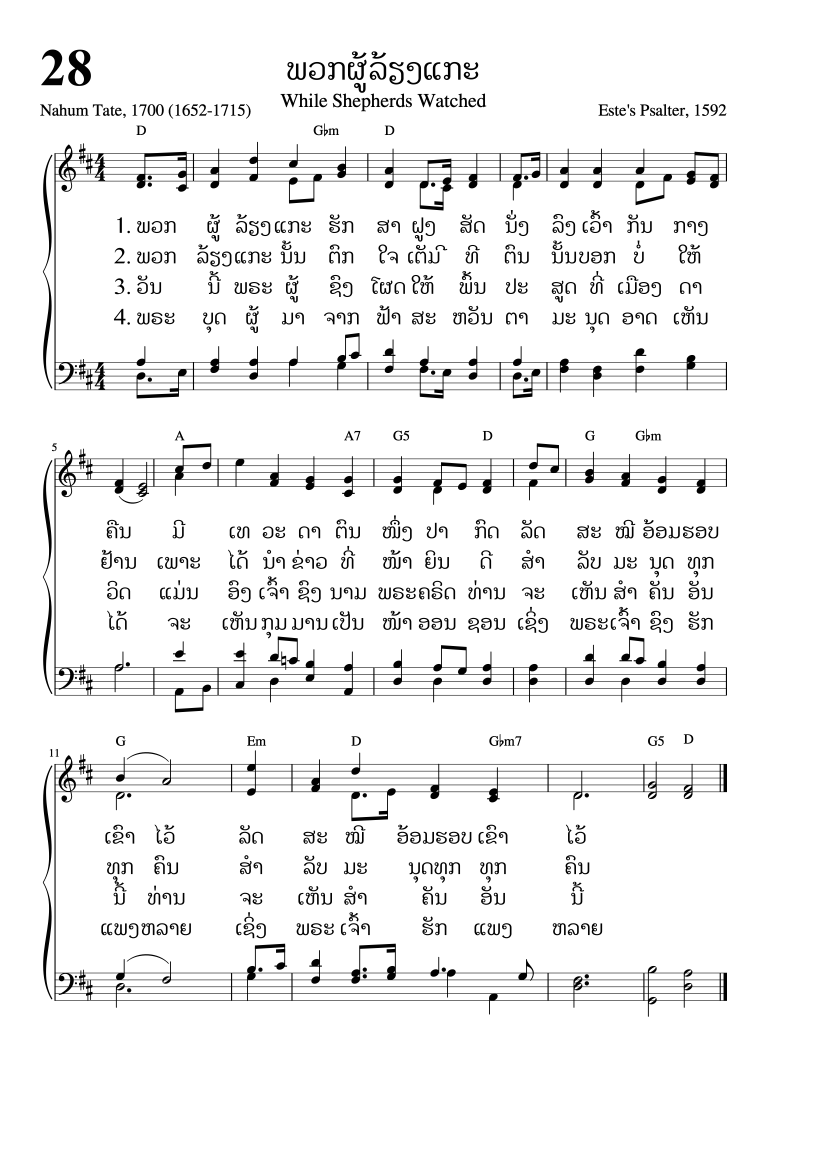 28
ພວກຜູ້ລ້ຽງແກະ
While Shepherds Watched
Nahum Tate, 1700 (1652-1715) Este's Psalter, 1592
D G♭m D
1. ພວກ ຜູ້ ລ້ຽງແກະ ຮັກ ສາ ຝູງ ສັດ ນັ່ງ ລົງ ເວົ້າ ກັນ ກາງ
2. ພວກ ລ້ຽງແກະ ນັ້ນ ຕົກ ໃຈ ເຕັມ ີ ທີ ຕົນ ນັ້ນບອກ ບໍ່ ໃຫ້
3. ວັນ ນີ້ ພຣະ ຜູ້ ຊົງ ໂຜດ ໃຫ້ ພົ້ນ ປະ ສູດ ທີ່ ເມືອງ ດາ
4. ພຣະ ບຸດ ຜູ້ ມາ ຈາກ ຟ້າ ສະ ຫວັນ ຕາ ມະ ນຸດ ອາດ ເຫັນ
5
A A7 G5 D G G♭m
ຄືນ ມີ ເທ ວະ ດາ ຕົນ ໜຶ່ງ ປາ ກົດ ລັດ ສະ ໝີ ອ້ອມຮອບ
ຢ້ານ ເພາະ ໄດ້ ນຳ ຂ່າວ ທີ່ ໜ້າ ຍິນ ດີ ສຳ ລັບ ມະ ນຸດ ທຸກ
ວິດ ແມ່ນ ອົງ ເຈົ້າ ຊົງ ນາມ ພຣະຄຣິດ ທ່ານ ຈະ ເຫັນ ສຳ ຄັນ ອັນ
ໄດ້ ຈະ ເຫັນ ກຸມ ມານ ເປັນ ໜ້າ ອອນ ຊອນ ເຊິ່ງ ພຣະເຈົ້າ ຊົງ ຮັກ
11
G Em D G♭m7 G5 D
ເຂົາ ໄວ້ ລັດ ສະ ໝີ ອ້ອມຮອບ ເຂົາ ໄວ້
ທຸກ ຄົນ ສຳ ລັບ ມະ ນຸດທຸກ ທຸກ ຄົນ
ນີ້ ທ່ານ ຈະ ເຫັນ ສຳ ຄັນ ອັນ ນີ້
ແພງຫລາຍ ເຊິ່ງ ພຣະ ເຈົ້າ ຮັກ ແພງ ຫລາຍ